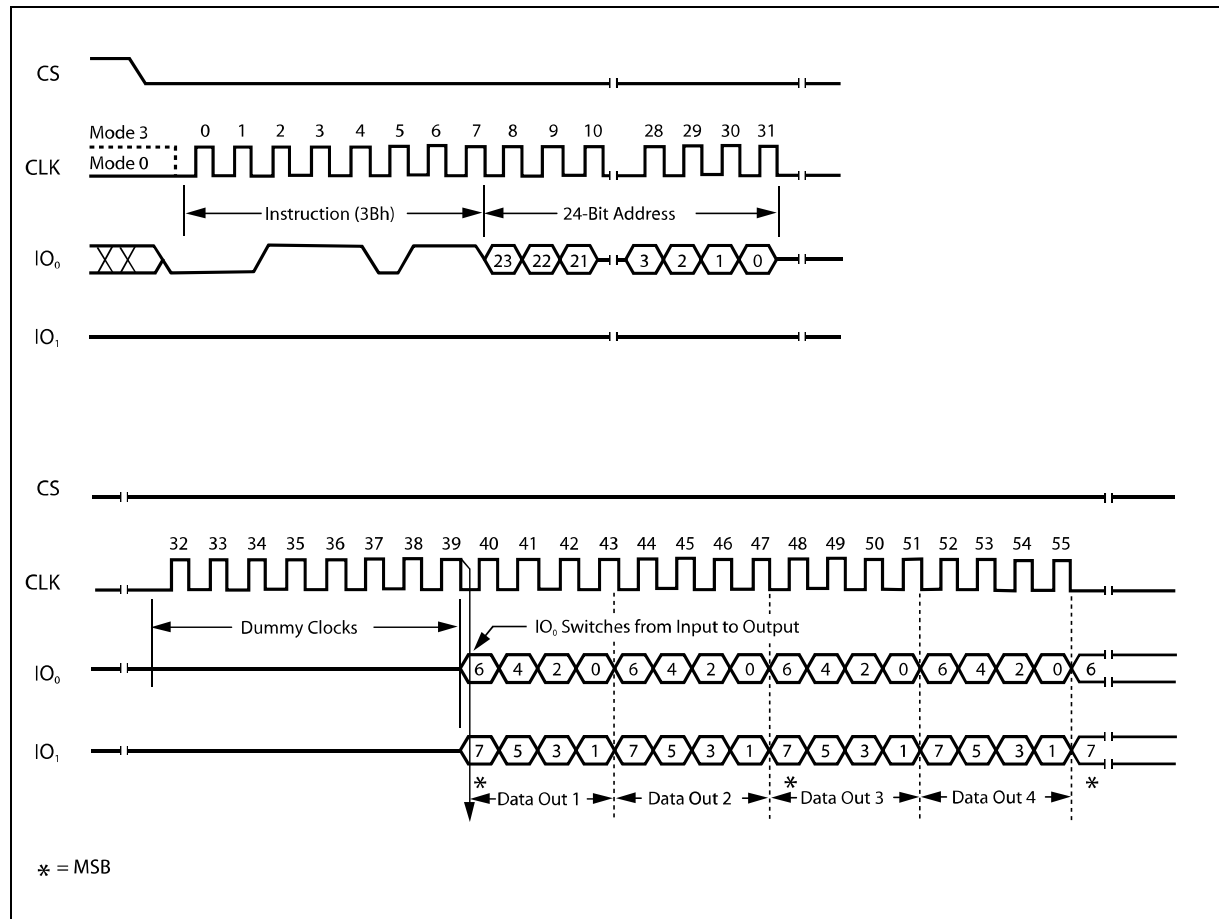 CS
Mode 3
0 1 2 3 4 5 6 7 8 9 10 28 29 30 31
Mode 0
CLK
Instruction (3Bh) 24-Bit Address
IO₀ 23 22 21 3 2 1 0
IO₁
CS
32 33 34 35 36 37 38 39 40 41 42 43 44 45 46 47 48 49 50 51 52 53 54 55
CLK
Dummy Clocks
IO₀ Switches from Input to Output
IO₀ 6 4 2 0 6 4 2 0 6 4 2 0 6 4 2 0 6
IO₁ 7 5 3 1 7 5 3 1 7 5 3 1 7 5 3 1 7
* * *
Data Out 1 Data Out 2 Data Out 3 Data Out 4
* = MSB